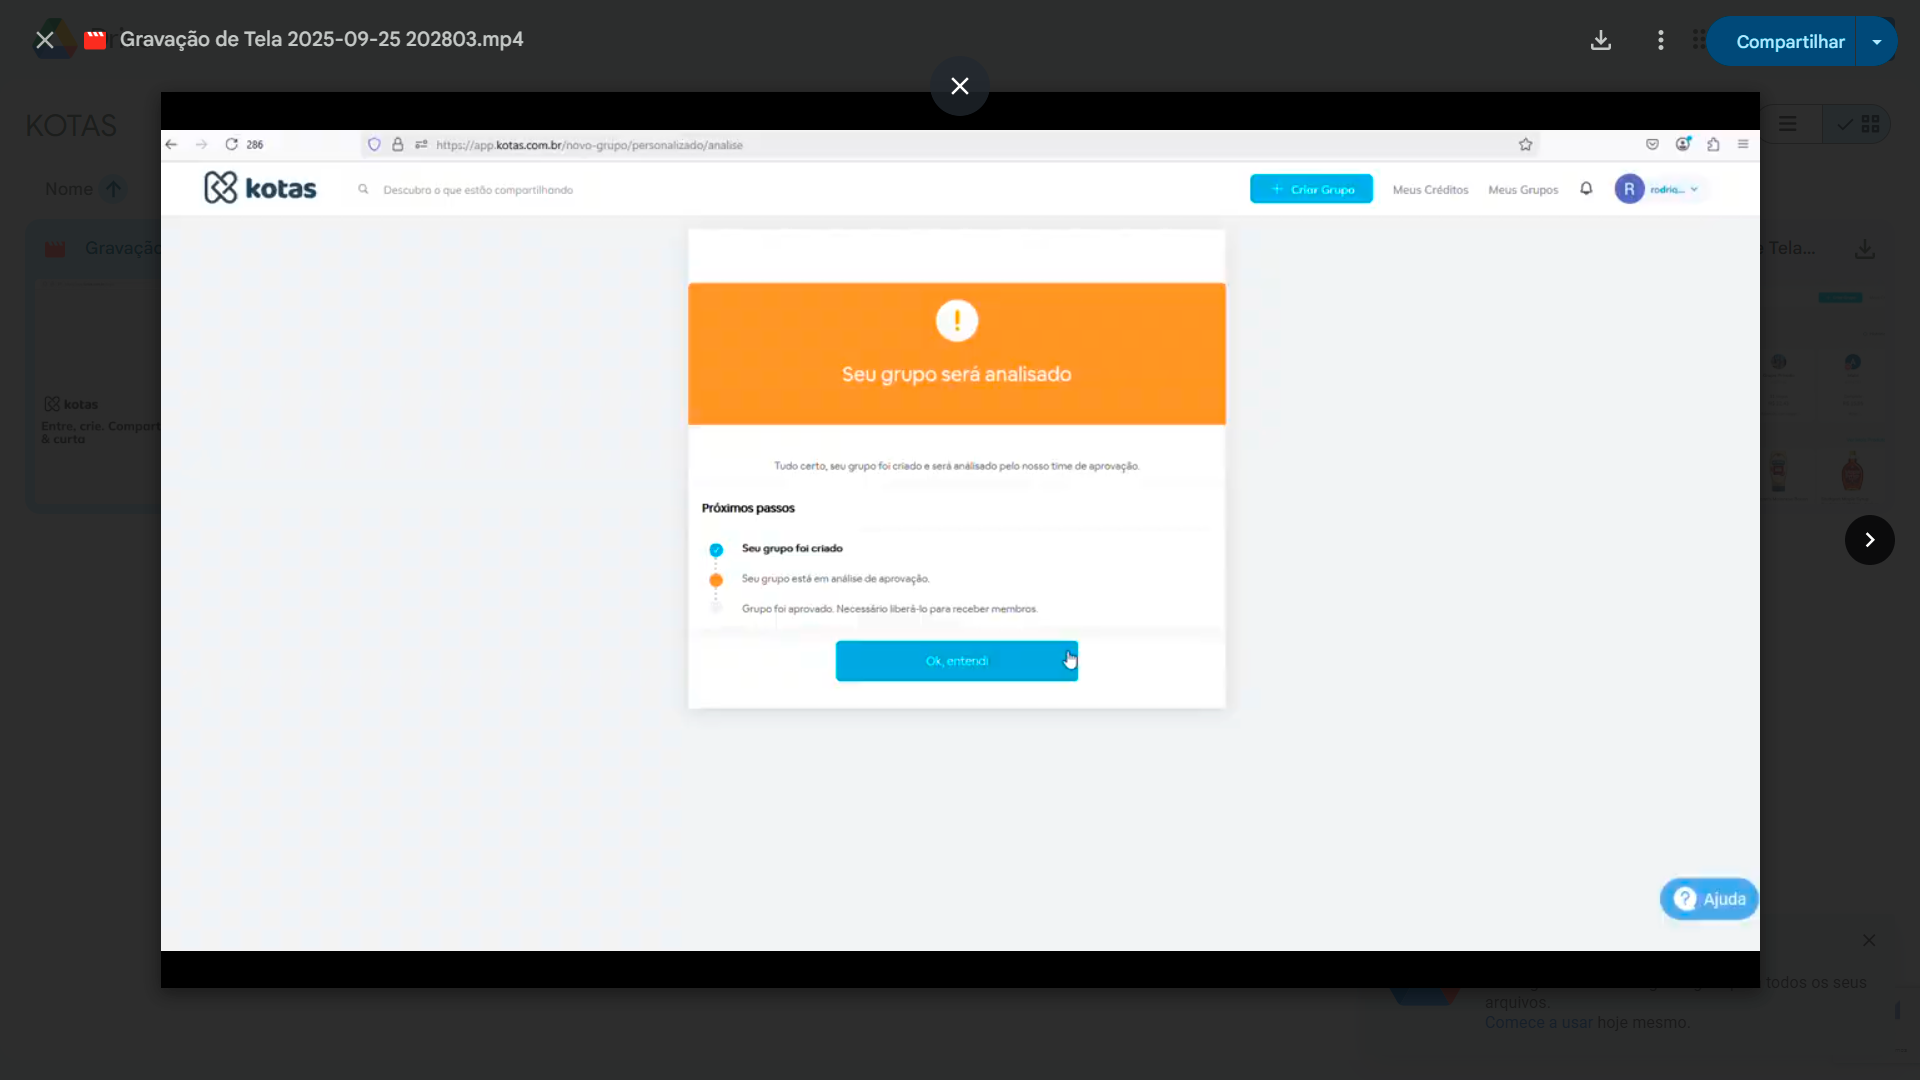 Gravação de Tela 2025-09-25 202803.mp4
Compartilhar
KOTAS
Nome
Gravação
kotas
Entre, crie. Compart
& curta
286
https://app.kotas.com.br/novo-grupo/personalizado/analise
kotas
Descubra o que estão compartilhando
+ Criar Grupo
Meus Créditos
Meus Grupos
R
rodrig...
!
Seu grupo será analisado
Tudo certo, seu grupo foi criado e será analisado pelo nosso time de aprovação.
Próximos passos
Seu grupo foi criado
Seu grupo está em análise de aprovação.
Grupo foi aprovado. Necessário liberá-lo para receber membros.
Ok, entendi
? Ajuda
Tela...
todos os seus
arquivos.
Comece a usar hoje mesmo.